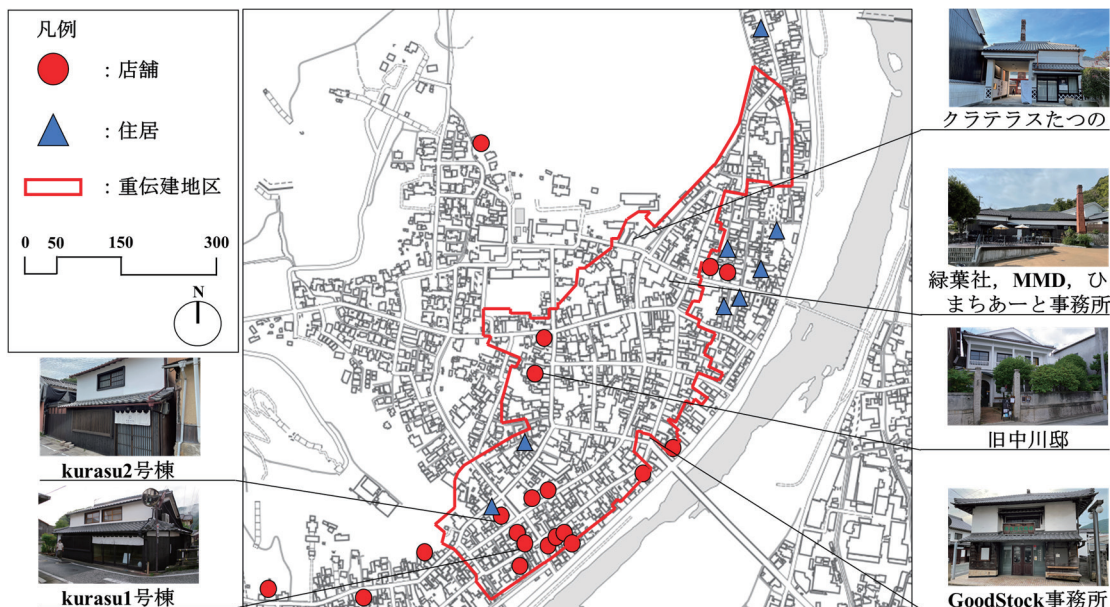 凡例
：店舗
：住居
：重伝建地区
0 50 150 300
N
クラテラスたつの
緑葉社，MMD，ひ
まちあーと事務所
旧中川邸
GoodStock事務所
kurasu2号棟
kurasu1号棟